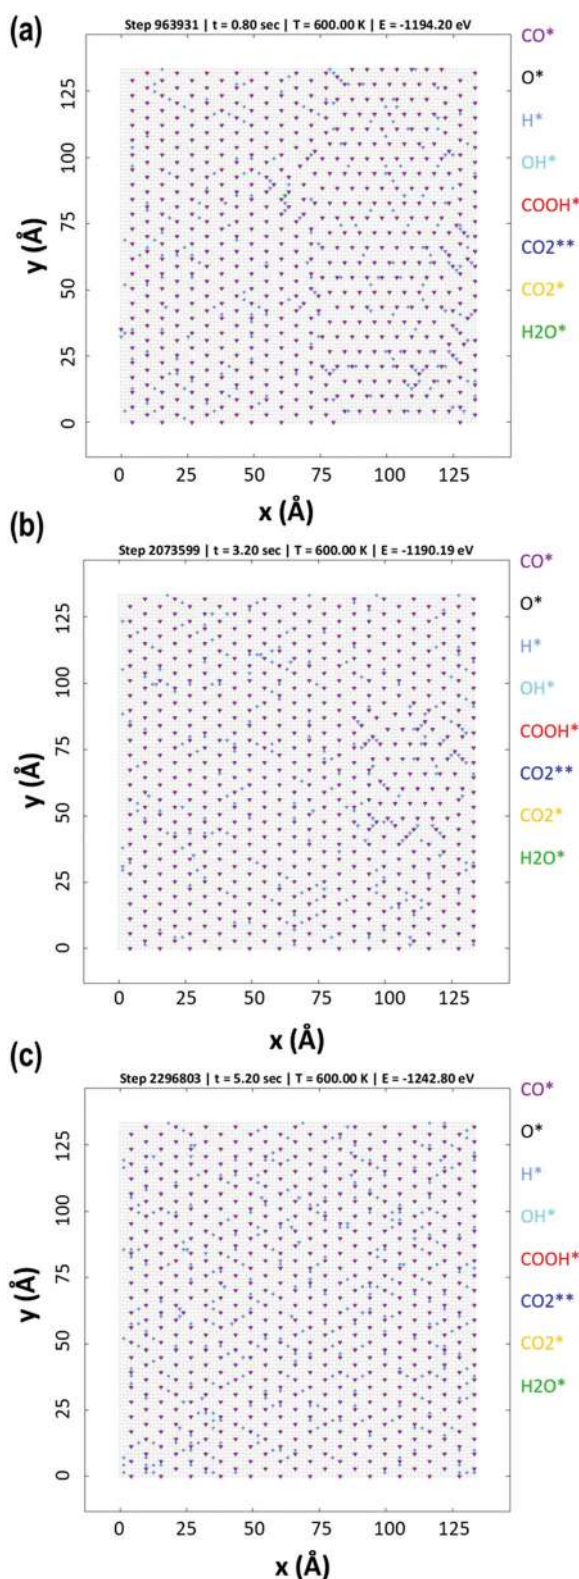 (a)
Step 963931 | t = 0.80 sec | T = 600.00 K | E = -1194.20 eV
CO*
O*
H*
OH*
COOH*
CO2**
CO2*
H2O*
y (Å)
125
100
75
50
25
0
0 25 50 75 100 125
x (Å)
(b)
Step 2073599 | t = 3.20 sec | T = 600.00 K | E = -1190.19 eV
CO*
O*
H*
OH*
COOH*
CO2**
CO2*
H2O*
y (Å)
125
100
75
50
25
0
0 25 50 75 100 125
x (Å)
(c)
Step 2296803 | t = 5.20 sec | T = 600.00 K | E = -1242.80 eV
CO*
O*
H*
OH*
COOH*
CO2**
CO2*
H2O*
y (Å)
125
100
75
50
25
0
0 25 50 75 100 125
x (Å)